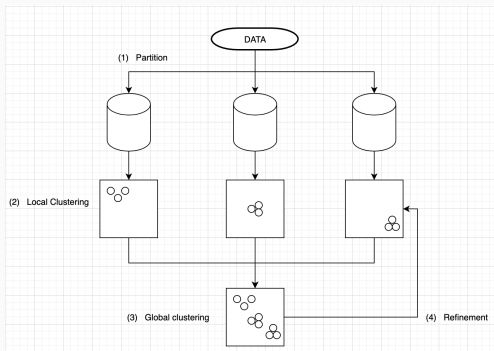 DATA
(1) Partition
(2) Local Clustering
(3) Global clustering
(4) Refinement